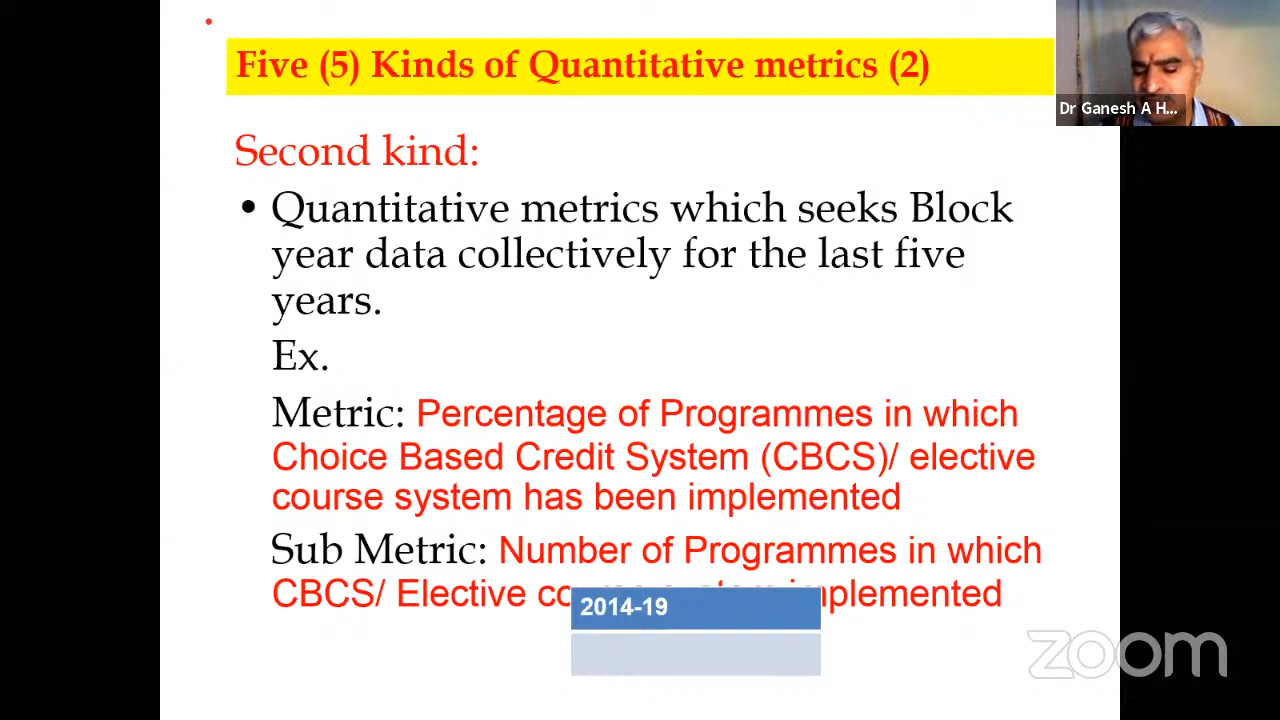 Five (5) Kinds of Quantitative metrics (2)
Dr Ganesh A H...
Second kind:
• Quantitative metrics which seeks Block
year data collectively for the last five
years.
Ex.
Metric: Percentage of Programmes in which
Choice Based Credit System (CBCS)/ elective
course system has been implemented
Sub Metric: Number of Programmes in which
CBCS/ Elective
2014-19
zoom